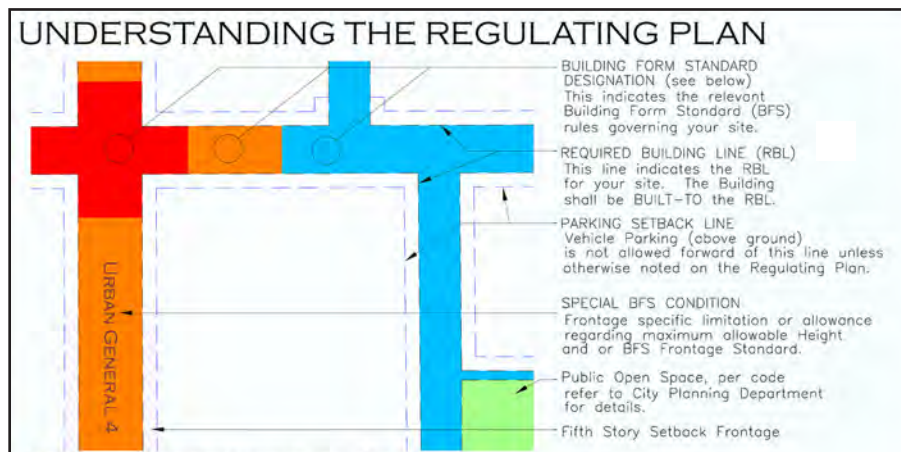 UNDERSTANDING THE REGULATING PLAN
BUILDING FORM STANDARD
DESIGNATION (see below)
This indicates the relevant
Building Form Standard (BFS)
rules governing your site.
REQUIRED BUILDING LINE (RBL)
This line indicates the RBL
for your site. The Building
shall be BUILT-TO the RBL.
PARKING SETBACK LINE
Vehicle Parking (above ground)
is not allowed forward of this line unless
otherwise noted on the Regulating Plan.
SPECIAL BFS CONDITION
Frontage specific limitation or allowance
regarding maximum allowable Height
and or BFS Frontage Standard.
Public Open Space, per code
refer to City Planning Department
for details.
Fifth Story Setback Frontage
URBAN GENERAL 4